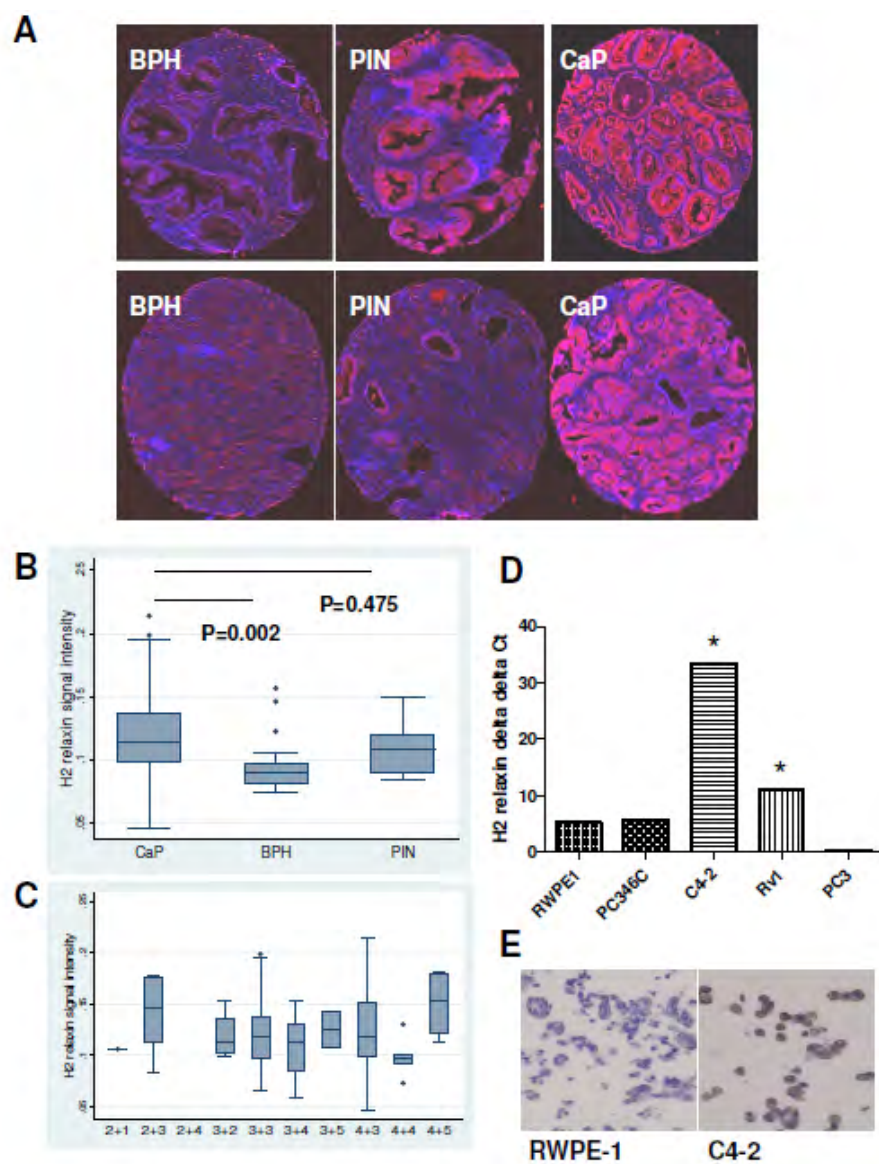 A
BPH
PIN
CaP
BPH
PIN
CaP
B
H2 relaxin signal intensity
.25
.2
.15
.1
.05
P=0.002
P=0.475
CaP BPH PIN
C
H2 relaxin signal intensity
.2
.1
.05
2+1 2+3 2+4 3+2 3+3 3+4 3+5 4+3 4+4 4+5
D
H2 relaxin delta delta Ct
40
30
20
10
0
*
*
RWPE1
PC346C
C4-2
Rv1
PC3
E
RWPE-1
C4-2